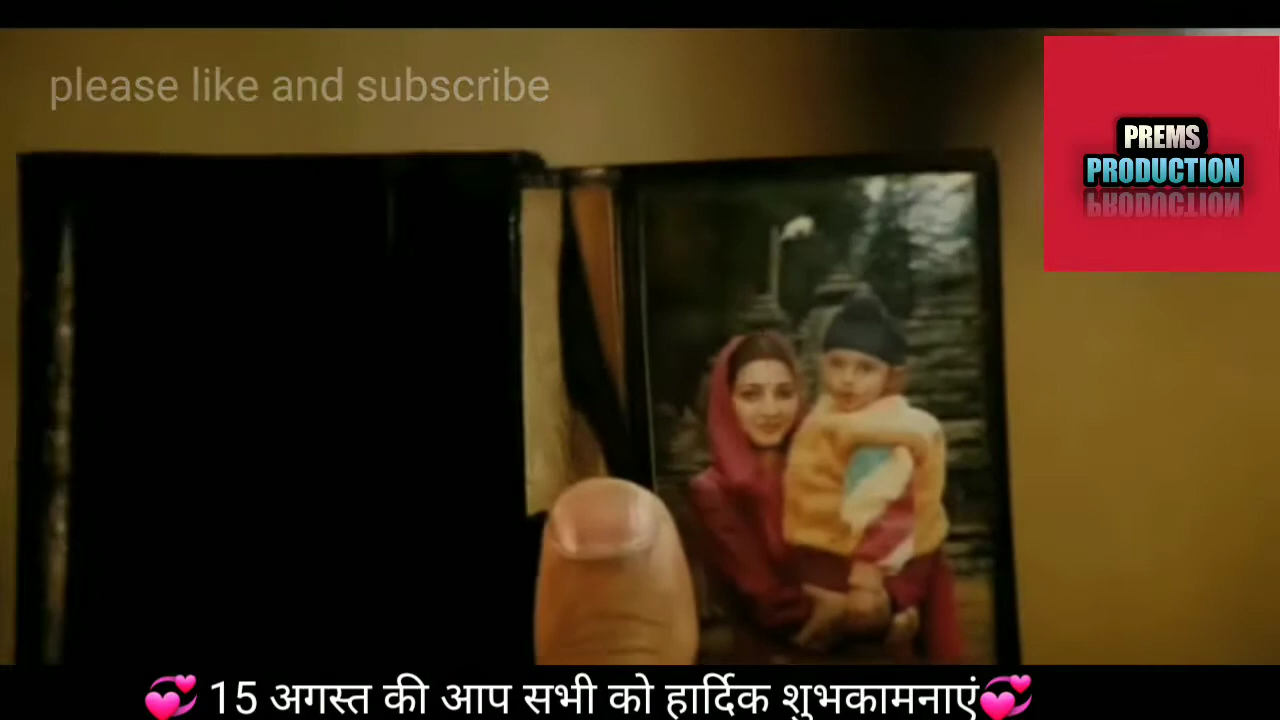 please like and subscribe
PREMS
PRODUCTION
💞 15 अगस्त की आप सभी को हार्दिक शुभकामनाएं💞